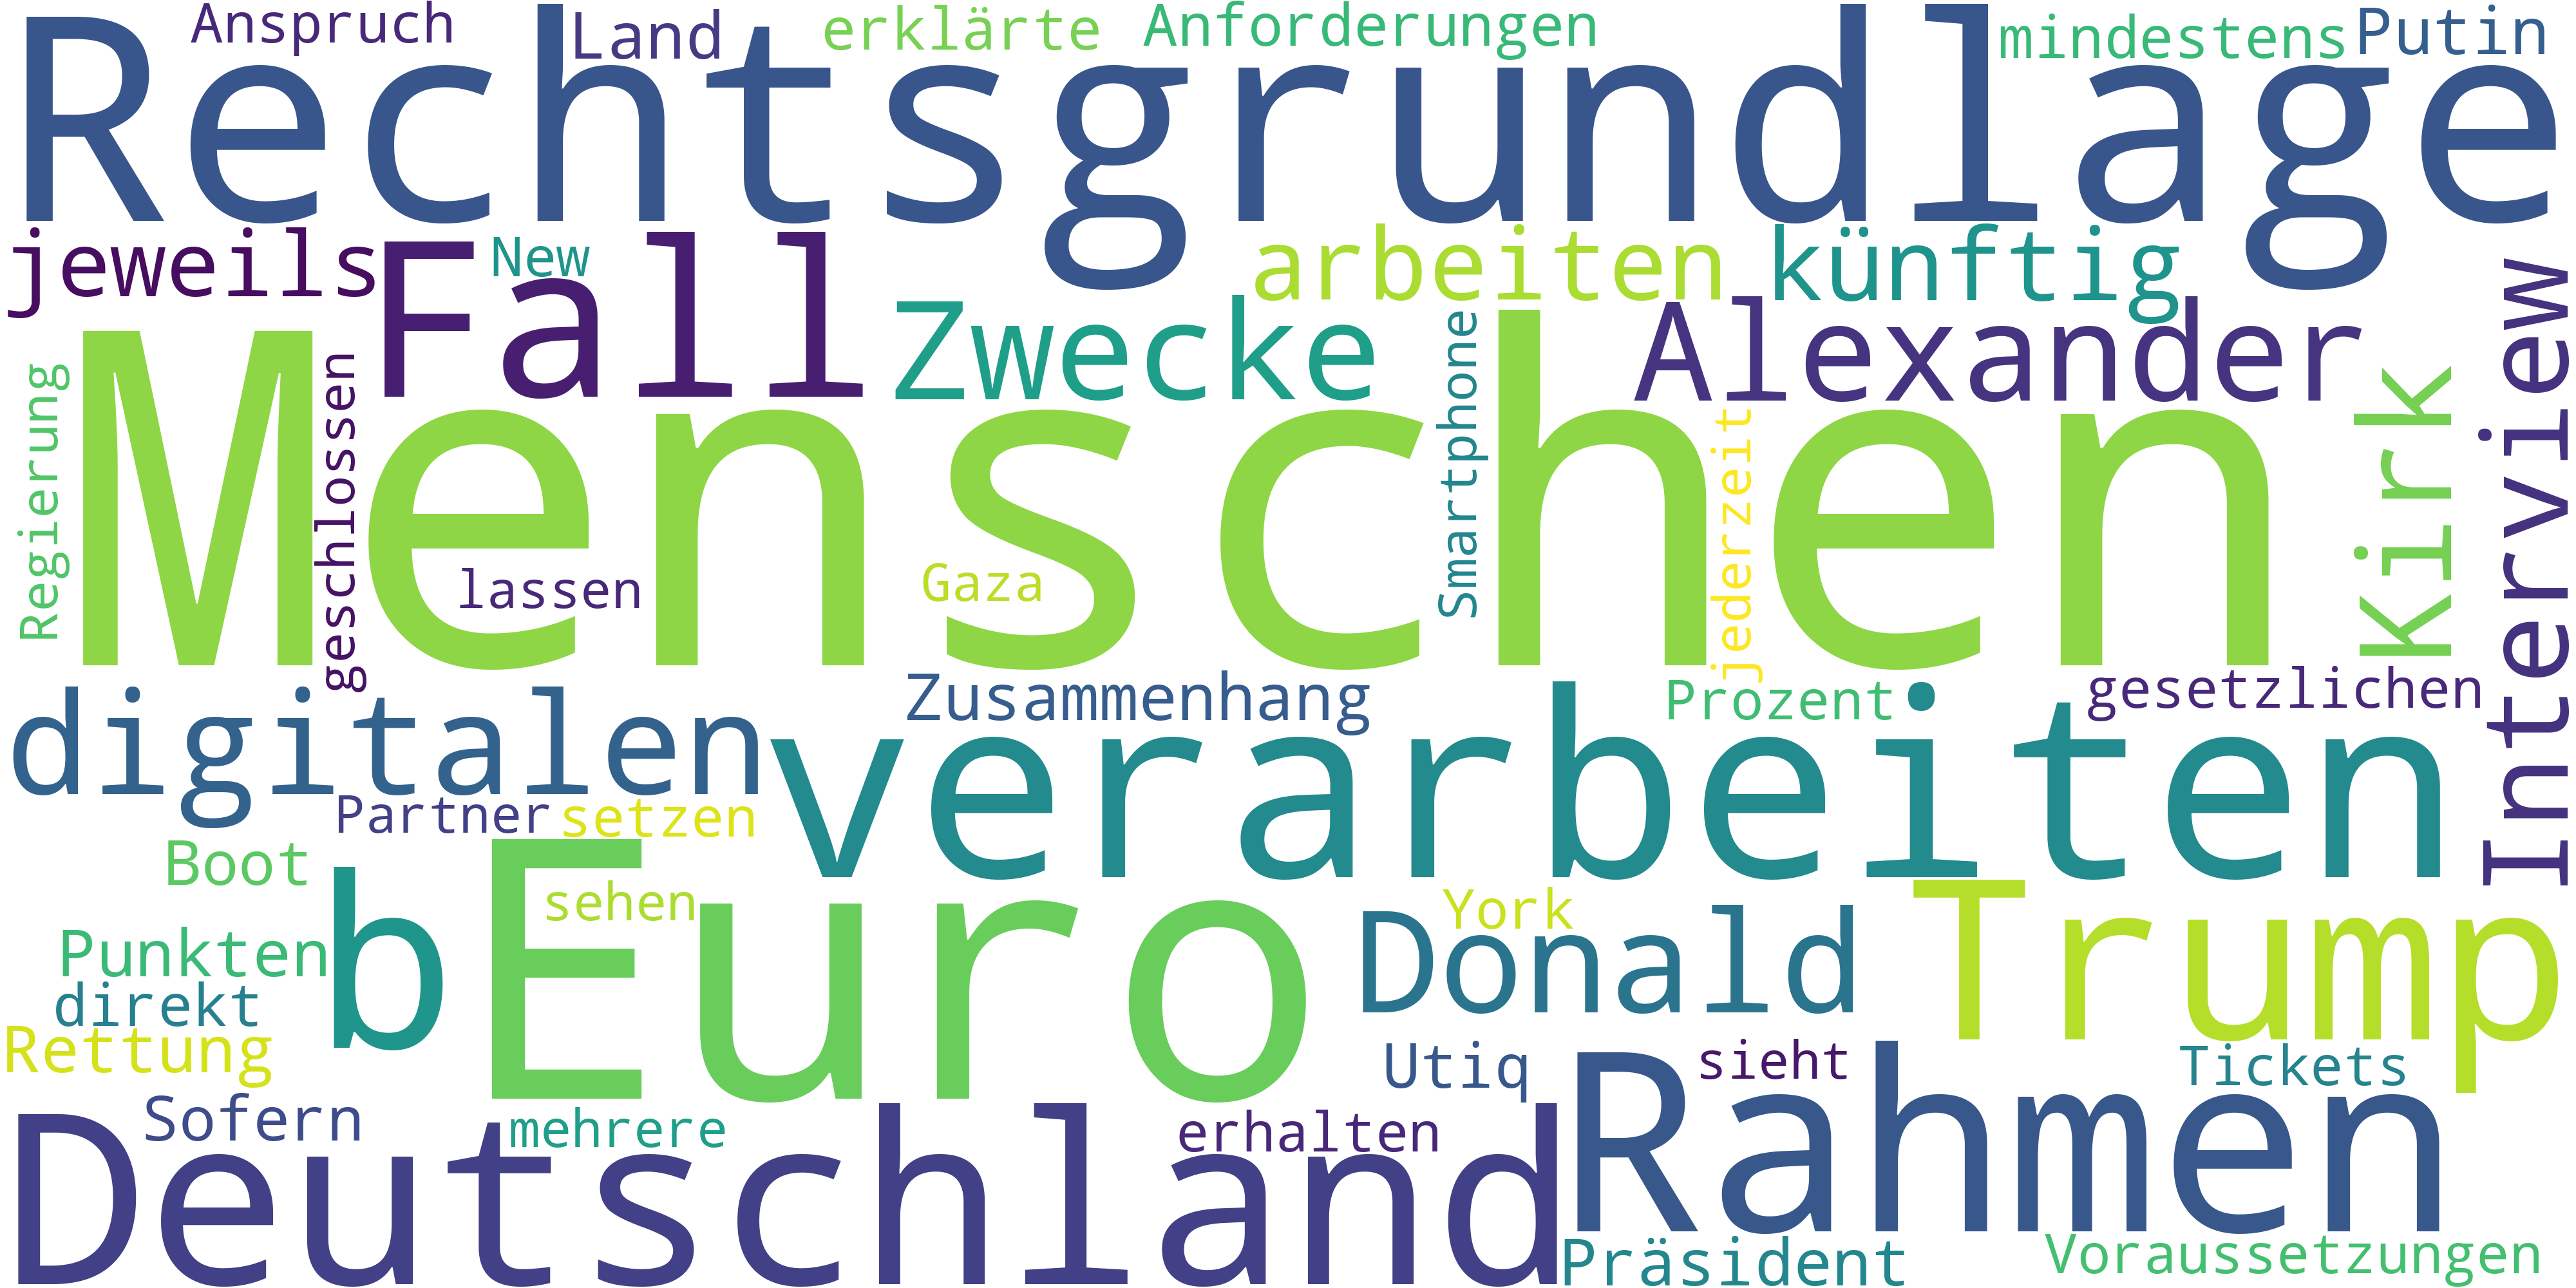 Anspruch
Land
erklärte
Anforderungen
mindestens
Putin
Rechtsgrundlage
jeweils
New
Fall
arbeiten
künftig
Zwecke
Alexander
Interview
Kirk
Smartphone
jederzeit
Regierung
geschlossen
Menschen
lassen
Gaza
Zusammenhang
Prozent
gesetzlichen
digitalen
verarbeiten
Partner
setzen
Boot
b
Euro
sehen
York
Donald
Trump
Punkten
direkt
Rettung
Utiq
sieht
Tickets
Rahmen
Sofern
mehrere
erhalten
Deutschland
Präsident
Voraussetzungen